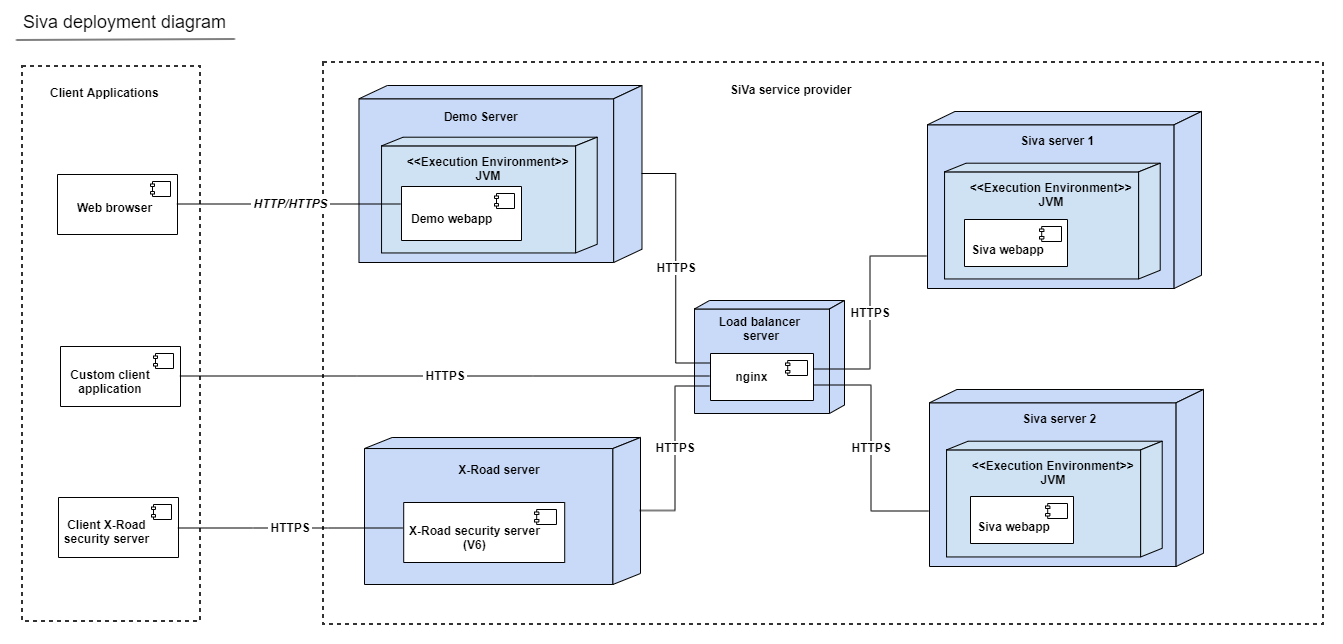 Siva deployment diagram
Client Applications
Web browser
Custom client
application
Client X-Road
security server
HTTP/HTTPS
HTTPS
HTTPS
SiVa service provider
Demo Server
<<Execution Environment>>
JVM
Demo webapp
HTTPS
X-Road server
X-Road security server
(V6)
HTTPS
Load balancer
server
nginx
HTTPS
HTTPS
Siva server 1
<<Execution Environment>>
JVM
Siva webapp
Siva server 2
<<Execution Environment>>
JVM
Siva webapp